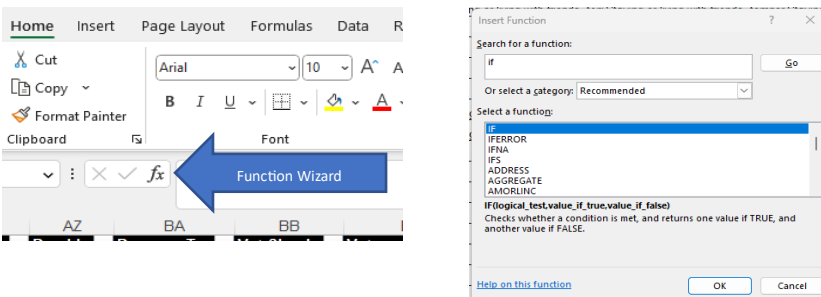 Home Insert Page Layout Formulas Data R
Cut
Copy
Format Painter
Clipboard
Arial 10 A A
B I U A
Font
fx
Function Wizard
AZ BA BB
Insert Function ? ×
Search for a function:
if
Go
Or select a category: Recommended
Select a function:
IF
IFERROR
IFNA
IFS
ADDRESS
AGGREGATE
AMORLINC
IF(logical_test,value_if_true,value_if_false)
Checks whether a condition is met, and returns one value if TRUE, and
another value if FALSE.
Help on this function
OK Cancel